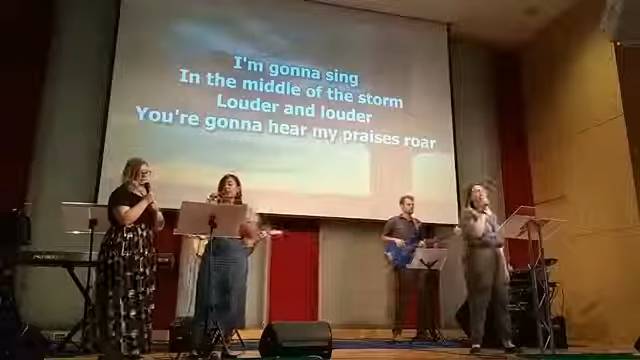 I'm gonna sing
In the middle of the storm
Louder and louder
You're gonna hear my praises roar